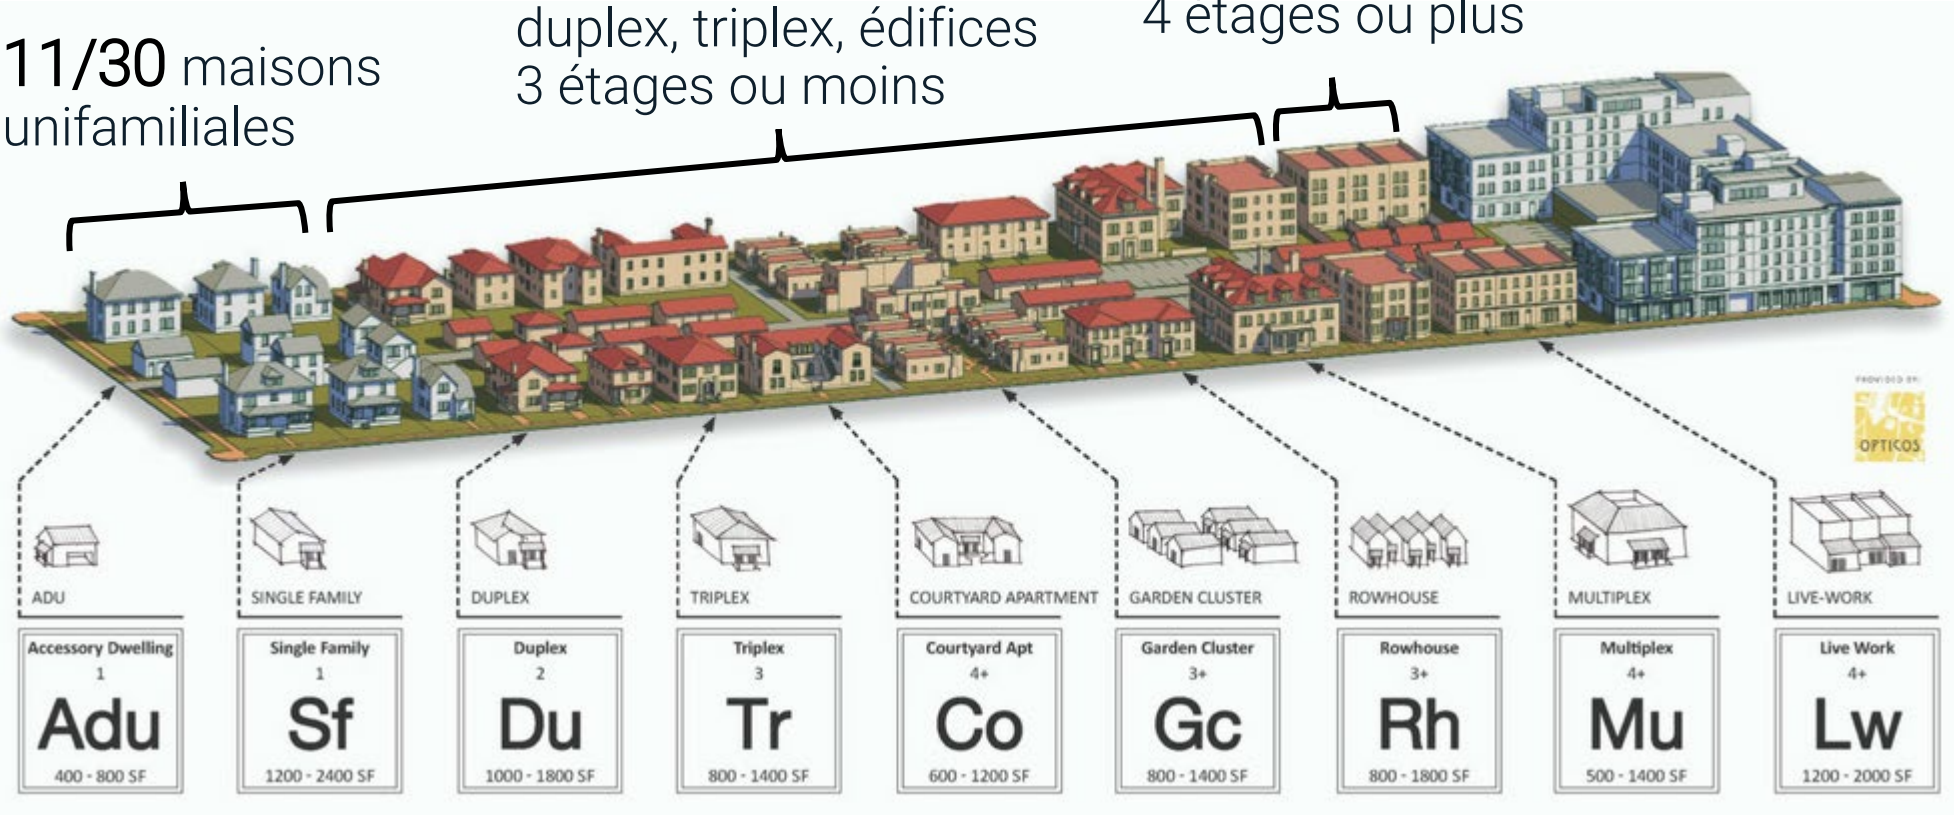 11/30 maisons
unifamiliales
duplex, triplex, édifices
3 étages ou moins
4 étages ou plus
PROVIDED BY:
OPTICOS
ADU
SINGLE FAMILY
DUPLEX
TRIPLEX
COURTYARD APARTMENT
GARDEN CLUSTER
ROWHOUSE
MULTIPLEX
LIVE-WORK
Accessory Dwelling
1
Adu
400 - 800 SF
Single Family
1
Sf
1200 - 2400 SF
Duplex
2
Du
1000 - 1800 SF
Triplex
3
Tr
800 - 1400 SF
Courtyard Apt
4+
Co
600 - 1200 SF
Garden Cluster
3+
Gc
800 - 1400 SF
Rowhouse
3+
Rh
800 - 1800 SF
Multiplex
4+
Mu
500 - 1400 SF
Live Work
4+
Lw
1200 - 2000 SF